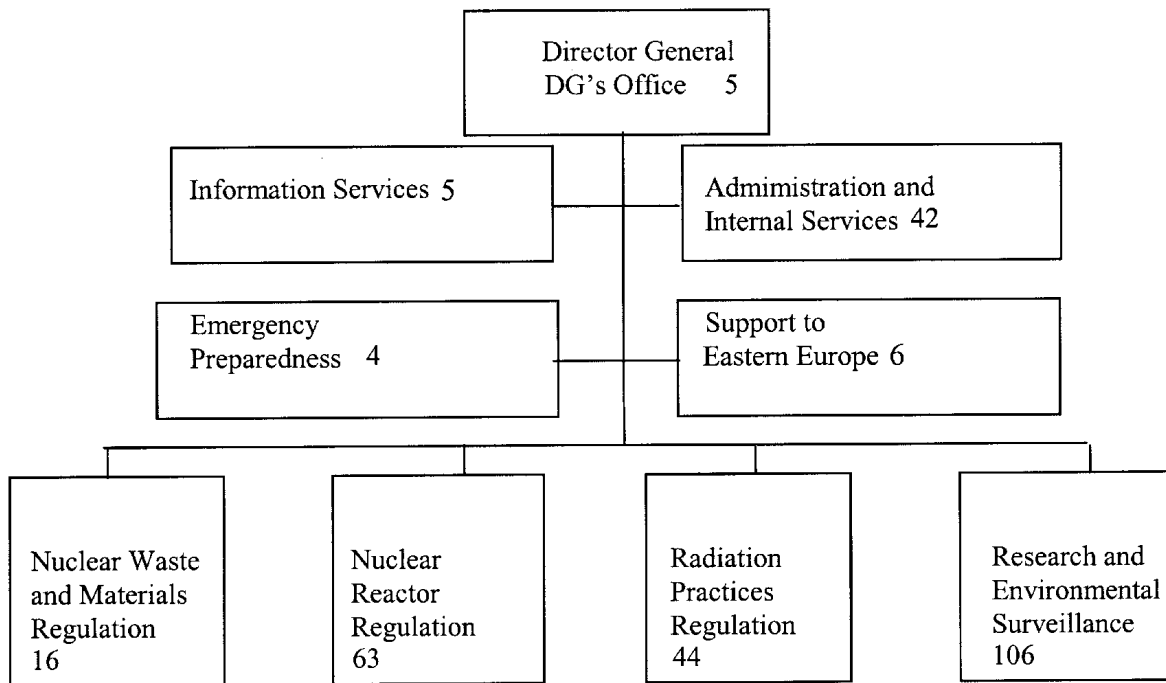 Director General
DG's Office 5
Information Services 5
Admimistration and
Internal Services 42
Emergency
Preparedness 4
Support to
Eastern Europe 6
Nuclear Waste
and Materials
Regulation
16
Nuclear
Reactor
Regulation
63
Radiation
Practices
Regulation
44
Research and
Environmental
Surveillance
106